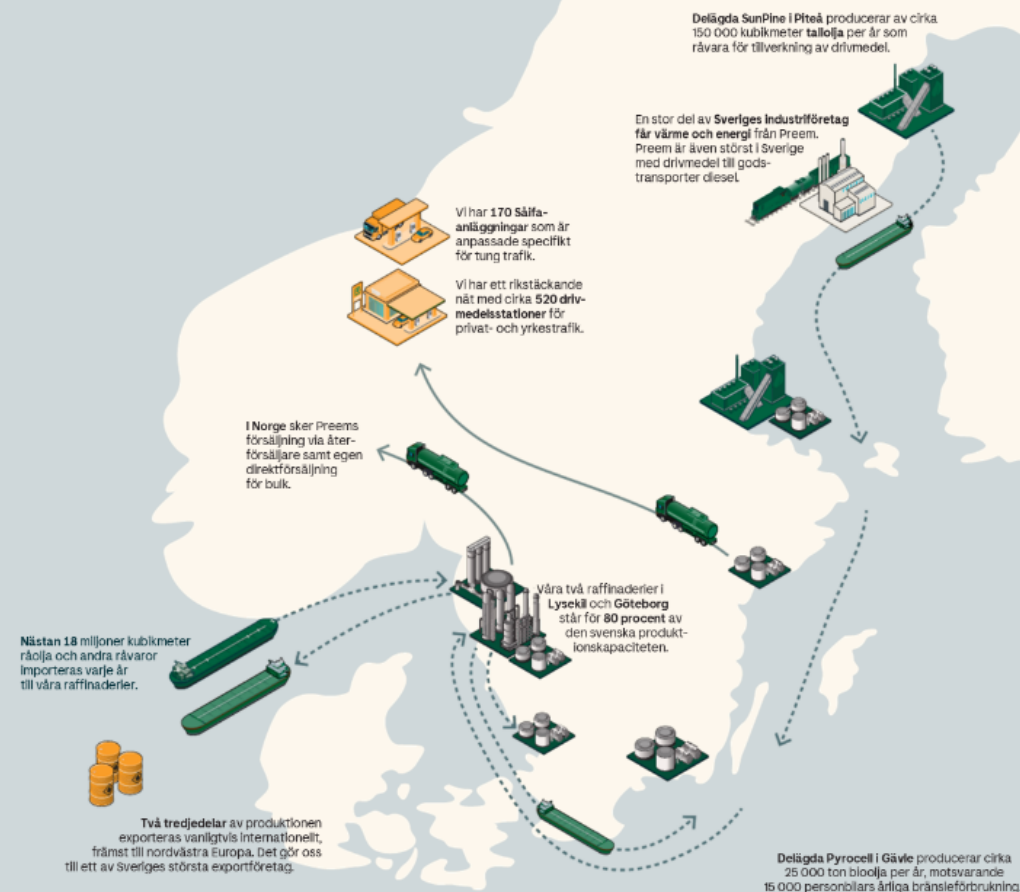 Delägda SunPine i Piteå producerar av cirka
150 000 kubikmeter tallolja per år som
råvara för tillverkning av drivmedel.
En stor del av Sveriges industriföretag
får värme och energi från Preem.
Preem är även störst i Sverige
med drivmedel till gods-
transporter diesel.
Vi har 170 Såifa-
anläggningar som är
anpassade specifikt
för tung trafik.
Vi har ett rikstäckande
nät med cirka 520 driv-
medelsstationer för
privat- och yrkestrafik.
I Norge sker Preems
försäljning via åter-
försäljare samt egen
direktförsäljning
för bulk.
Våra två raffinaderier i
Lysekil och Göteborg
står för 80 procent av
den svenska produkt-
ionskapaciteten.
Nästan 18 miljoner kubikmeter
råolja och andra råvaror
importeras varje år
till våra raffinaderier.
Två tredjedelar av produktionen
exporteras vanligtvis internationellt,
främst till nordvästra Europa. Det gör oss
till ett av Sveriges största exportföretag.
Delägda Pyrocell i Gävle producerar cirka
25 000 ton bioolja per år, motsvarande
15 000 personbilars årliga bränsleförbrukning